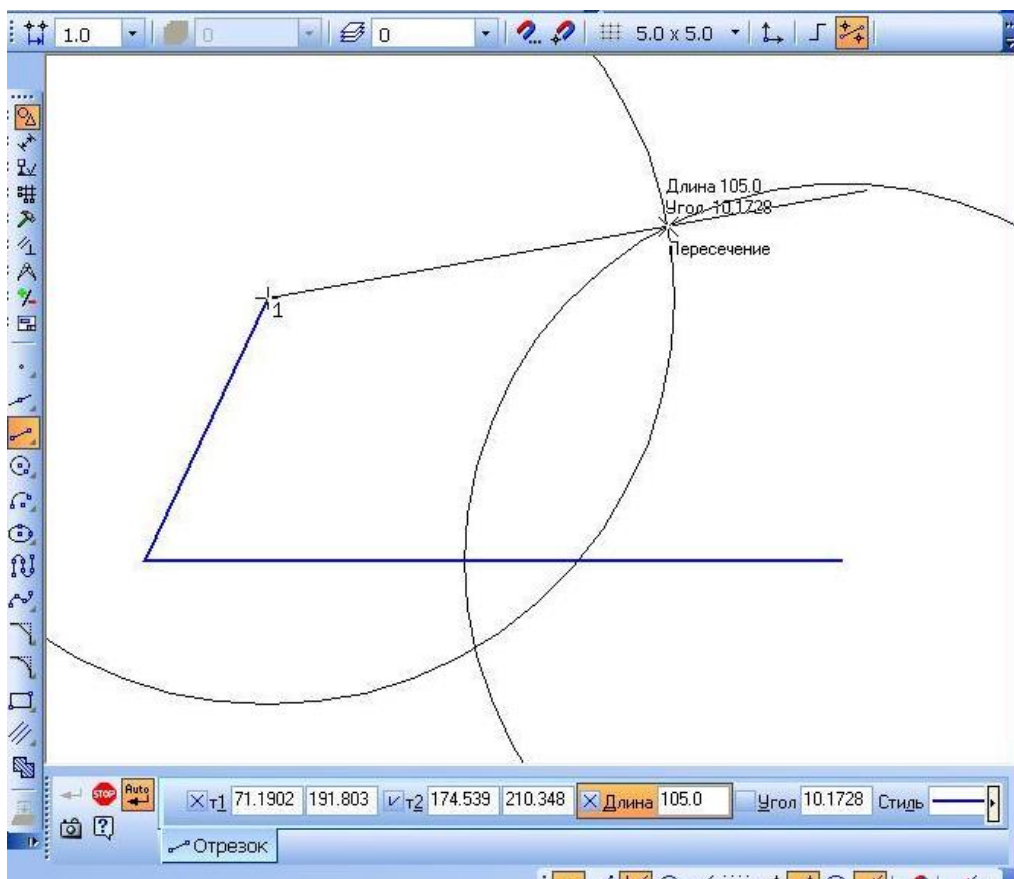 1.0 0 0 5.0 x 5.0
Длина 105.0
Угол 10.1728
Пересечение
1
STOP Auto
т1 71.1902 191.803 т2 174.539 210.348 Длина 105.0 Угол 10.1728 Стиль
Отрезок